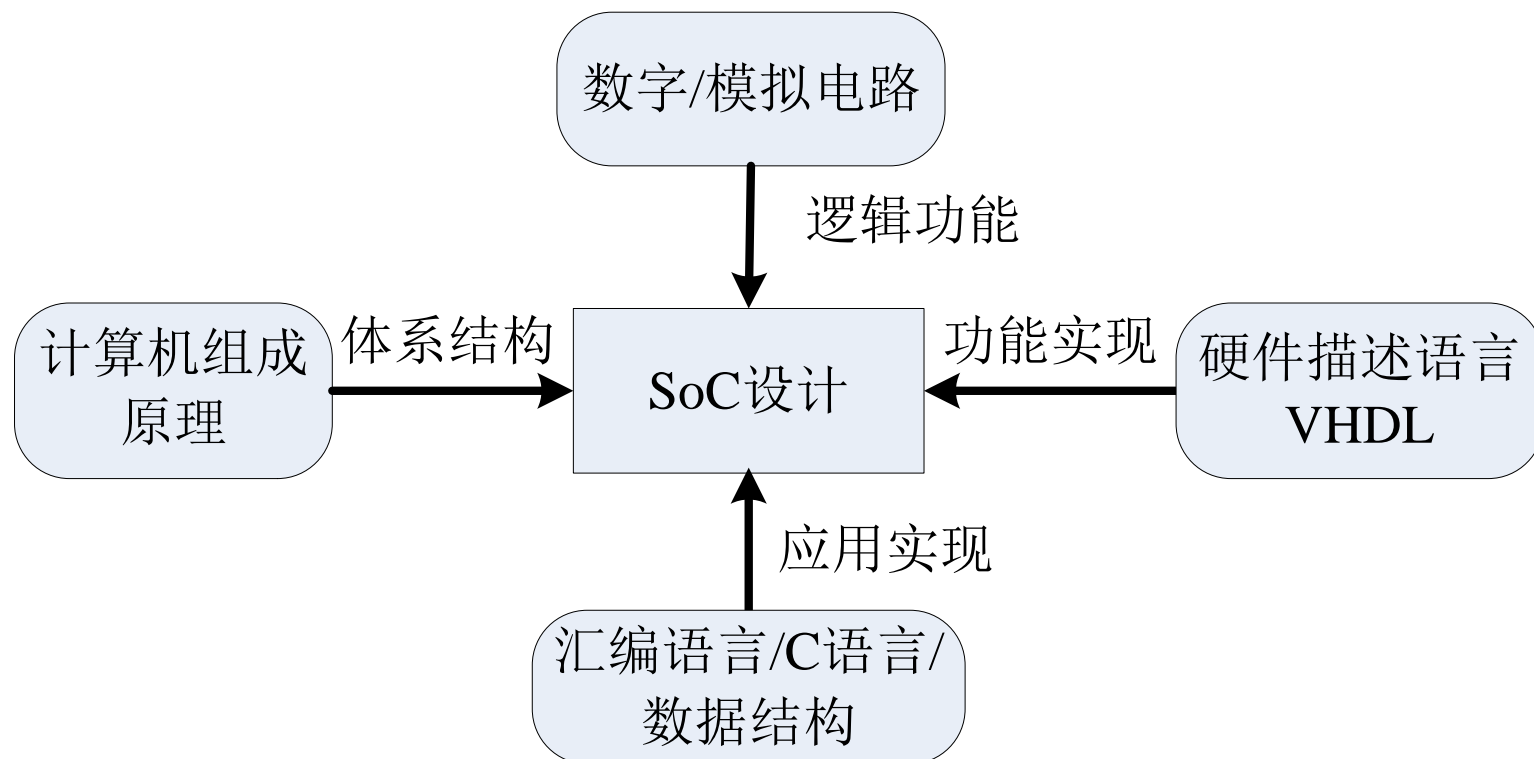 数字/模拟电路
逻辑功能
计算机组成
原理
体系结构
SoC设计
功能实现
硬件描述语言
VHDL
应用实现
汇编语言/C语言/
数据结构